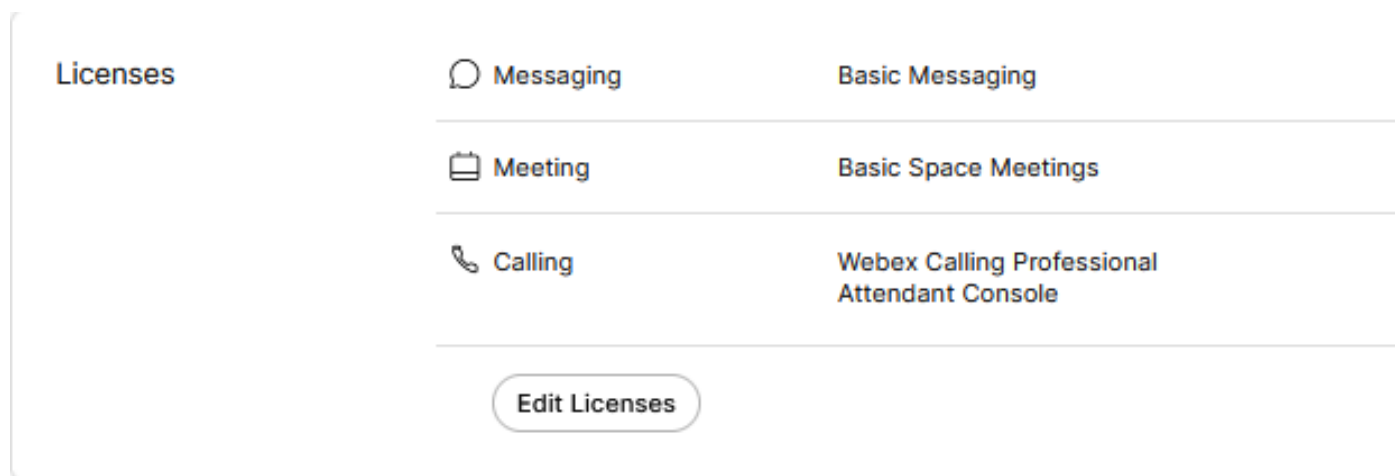 Licenses
Messaging
Basic Messaging
Meeting
Basic Space Meetings
Calling
Webex Calling Professional
Attendant Console
Edit Licenses